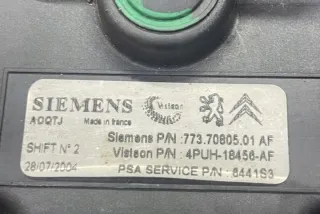 SIEMENS Visteon
AOQTJ Made in France
Siemens P/N : 773.70805.01 AF
SHIFT N° 2 Visteon P/N : 4PUH-18456-AF
28/07/2004 PSA SERVICE P/N : 6441S3